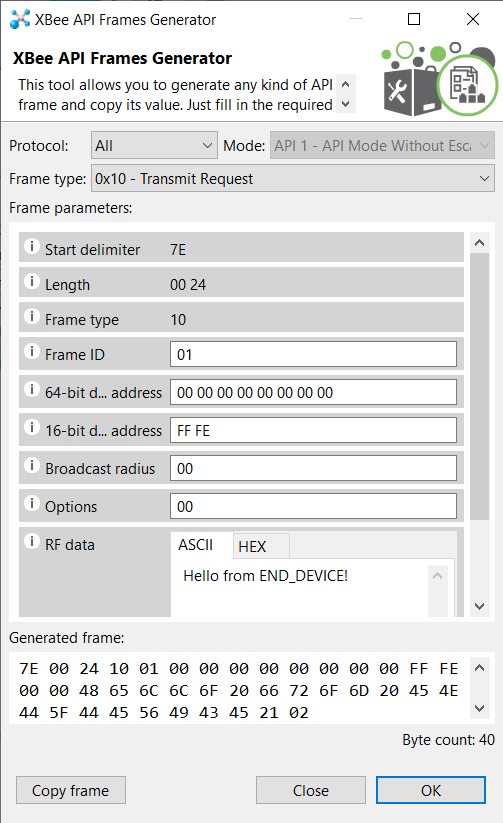 XBee API Frames Generator
XBee API Frames Generator
This tool allows you to generate any kind of API
frame and copy its value. Just fill in the required
Protocol: All Mode: API 1 - API Mode Without Esca
Frame type: 0x10 - Transmit Request
Frame parameters:
i Start delimiter 7E
i Length 00 24
i Frame type 10
i Frame ID 01
i 64-bit d... address 00 00 00 00 00 00 00 00
i 16-bit d... address FF FE
i Broadcast radius 00
i Options 00
i RF data ASCII HEX
Hello from END_DEVICE!
Generated frame:
7E 00 24 10 01 00 00 00 00 00 00 00 00 FF FE
00 00 48 65 6C 6C 6F 20 66 72 6F 6D 20 45 4E
44 5F 44 45 56 49 43 45 21 02
Byte count: 40
Copy frame Close OK